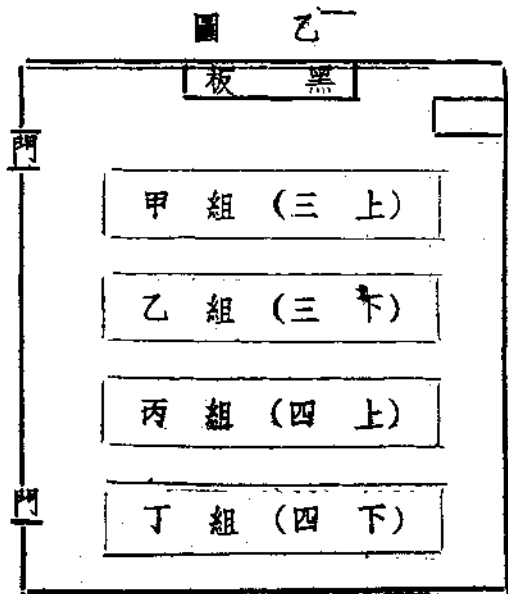 圖 乙
板 黑
門
甲 組 (三 上)
乙 組 (三 下)
丙 組 (四 上)
門
丁 組 (四 下)